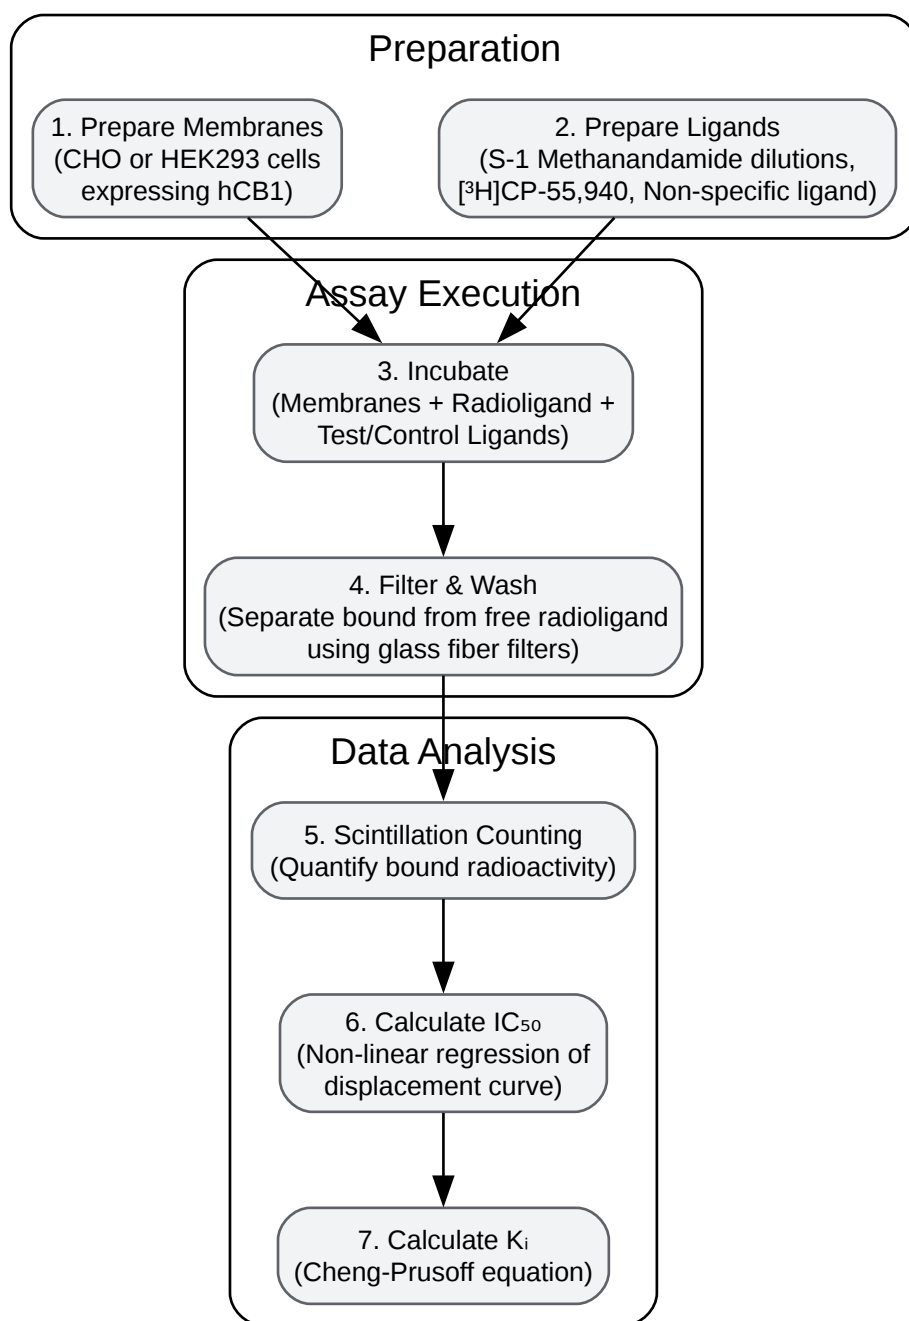 Preparation
1. Prepare Membranes
(CHO or HEK293 cells
expressing hCB1)
2. Prepare Ligands
(S-1 Methanandamide dilutions,
[³H]CP-55,940, Non-specific ligand)
Assay Execution
3. Incubate
(Membranes + Radioligand +
Test/Control Ligands)
4. Filter & Wash
(Separate bound from free radioligand
using glass fiber filters)
Data Analysis
5. Scintillation Counting
(Quantify bound radioactivity)
6. Calculate IC₅₀
(Non-linear regression of
displacement curve)
7. Calculate Kᵢ
(Cheng-Prusoff equation)